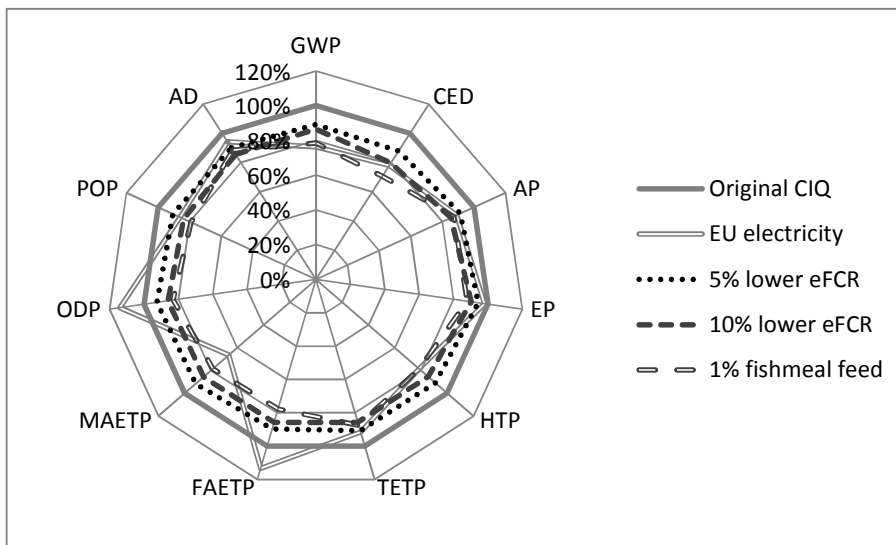 GWP
120%
AD
CED
100%
80%
POP
AP
60%
40%
20%
0%
ODP
EP
MAETP
HTP
FAETP
TETP
Original CIQ
EU electricity
5% lower eFCR
10% lower eFCR
1% fishmeal feed